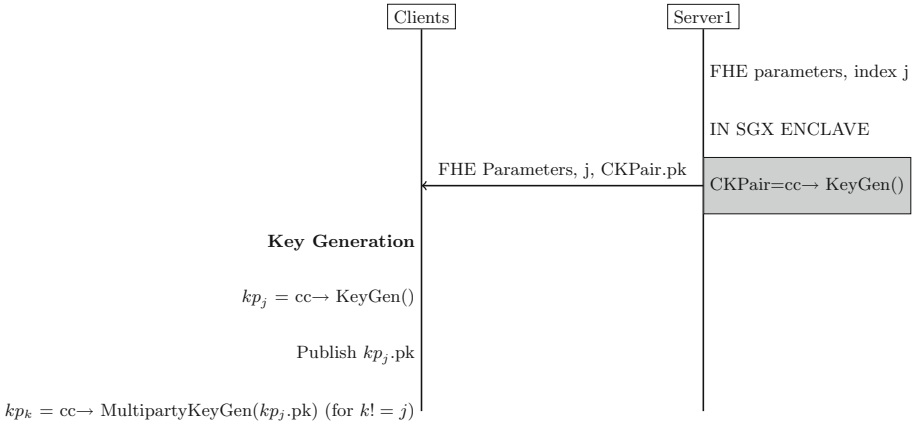 Clients
Server1
FHE parameters, index j
IN SGX ENCLAVE
FHE Parameters, j, CKPair.pk
CKPair=cc→ KeyGen()
Key Generation
kp_j = cc→ KeyGen()
Publish kp_j.pk
kp_k = cc→ MultipartyKeyGen(kp_j.pk) (for k! = j)